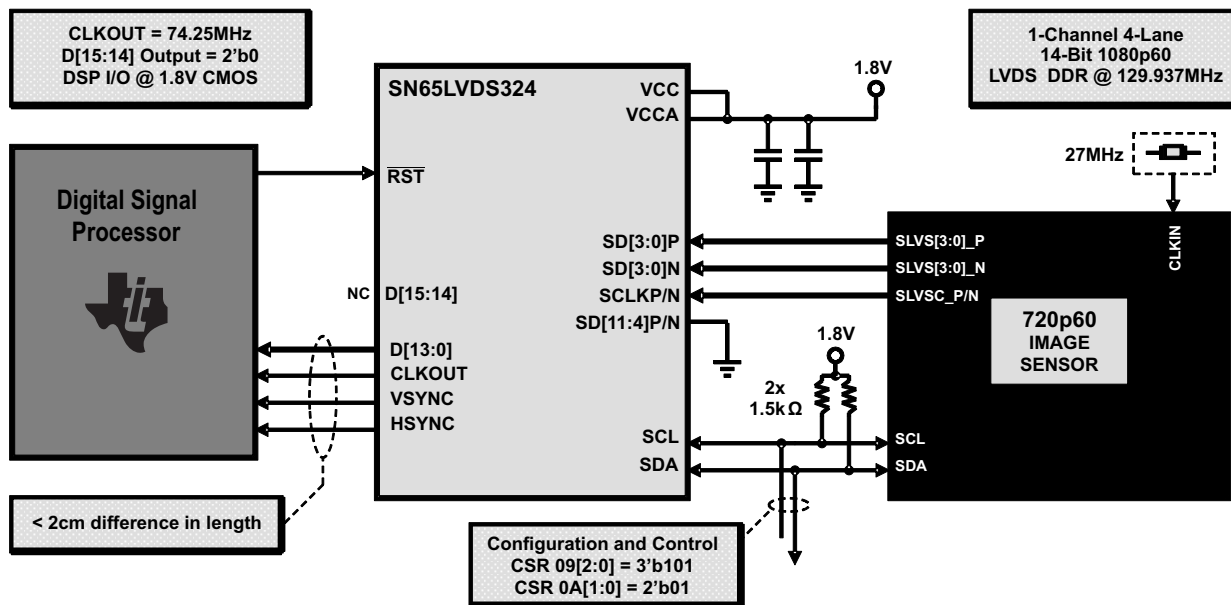 CLKOUT = 74.25MHz
D[15:14] Output = 2'b0
DSP I/O @ 1.8V CMOS
1-Channel 4-Lane
14-Bit 1080p60
LVDS DDR @ 129.937MHz
SN65LVDS324
VCC
VCCA
1.8V
27MHz
CLKIN
Digital Signal
Processor
RST
SD[3:0]P
SD[3:0]N
SCLKP/N
SD[11:4]P/N
SLVS[3:0]_P
SLVS[3:0]_N
SLVSC_P/N
NC
D[15:14]
D[13:0]
CLKOUT
VSYNC
HSYNC
1.8V
2x
1.5kΩ
720p60
IMAGE
SENSOR
SCL
SDA
SCL
SDA
< 2cm difference in length
Configuration and Control
CSR 09[2:0] = 3'b101
CSR 0A[1:0] = 2'b01